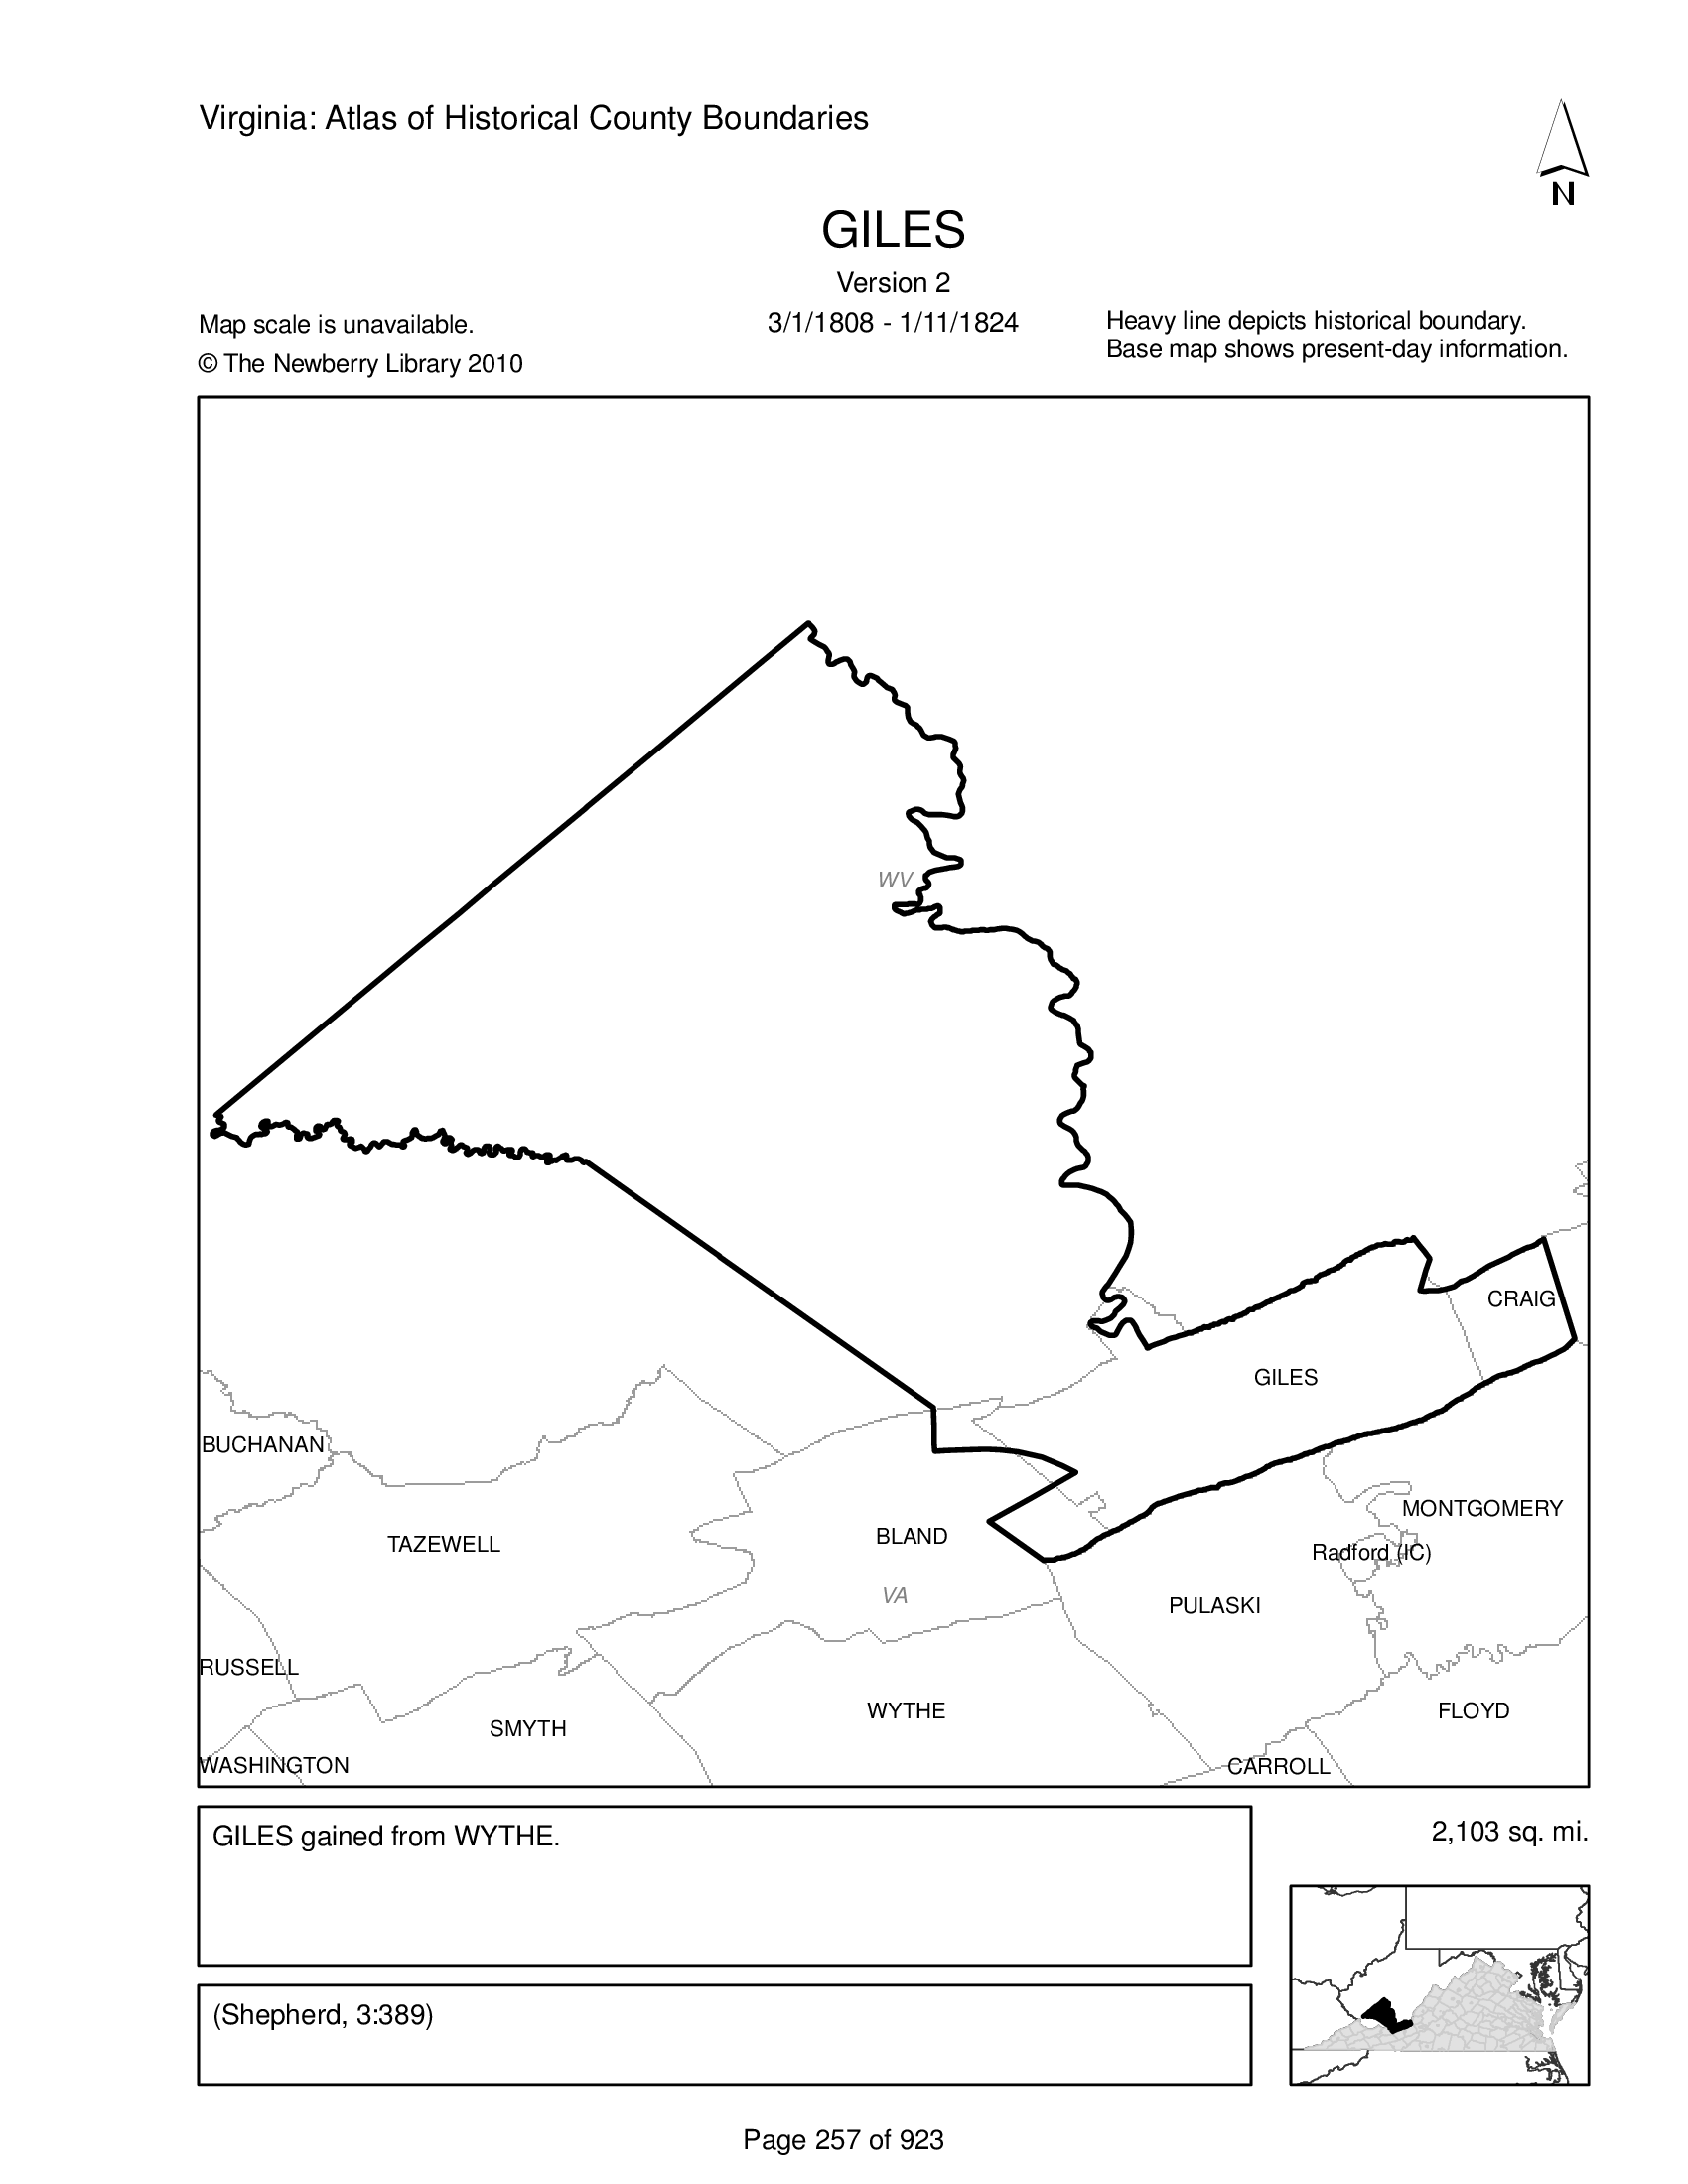 Virginia: Atlas of Historical County Boundaries
N
GILES
Version 2
3/1/1808 - 1/11/1824
Map scale is unavailable.
© The Newberry Library 2010
Heavy line depicts historical boundary.
Base map shows present-day information.
WV
CRAIG
GILES
BUCHANAN
MONTGOMERY
TAZEWELL
BLAND
Radford (IC)
VA
PULASKI
RUSSELL
WYTHE
FLOYD
SMYTH
WASHINGTON
CARROLL
GILES gained from WYTHE.
2,103 sq. mi.
(Shepherd, 3:389)
Page 257 of 923